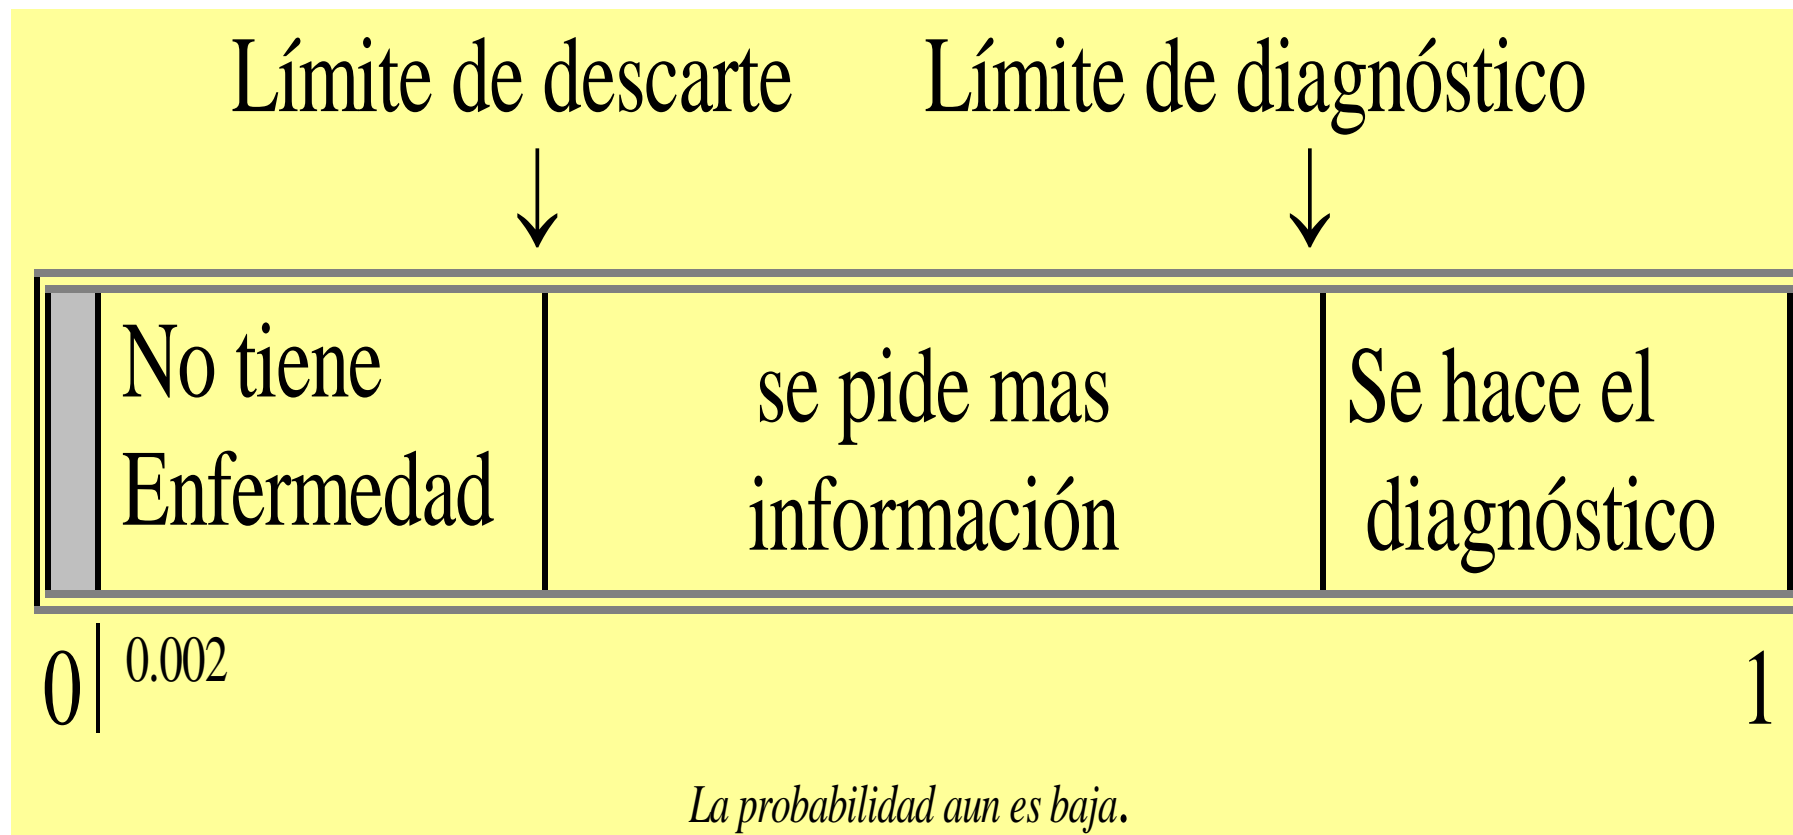 Límite de descarte Límite de diagnóstico
No tiene
Enfermedad
se pide mas
información
Se hace el
diagnóstico
0 0.002 1
La probabilidad aun es baja.